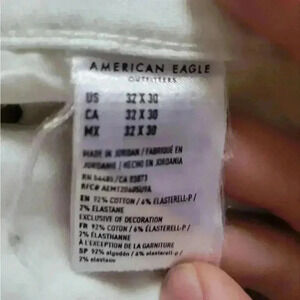 AMERICAN EAGLE
OUTFITTERS
US 32 X 30
CA 32 X 30
MX 32 X 30
MADE IN JORDAN / FABRIQUÉ EN
JORDANIE / HECHO EN JORDANIA
RN 54485 / CA
RFC#
EN 92% COTTON / 6% ELASTERELL-P /
2% ELASTANE
EXCLUSIVE OF DECORATION
FR 92% COTON / 6% ELASTERELL-P /
2% ÉLASTHANNE
À L'EXCEPTION DE LA GARNITURE
SP 92% algodón / 6% elasterell-p /
2% elastano